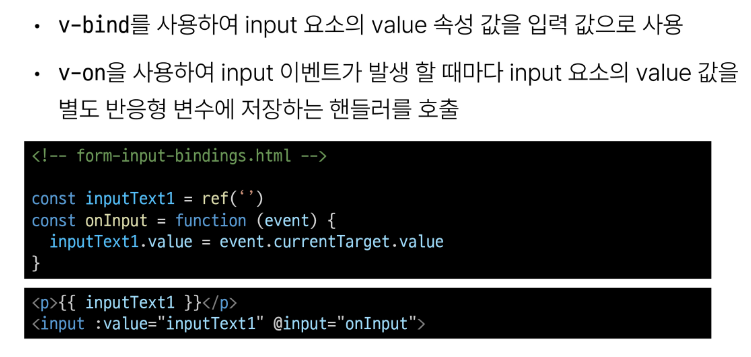 • v-bind를 사용하여 input 요소의 value 속성 값을 입력 값으로 사용
• v-on을 사용하여 input 이벤트가 발생 할 때마다 input 요소의 value 값을
별도 반응형 변수에 저장하는 핸들러를 호출
<!-- form-input-bindings.html -->
const inputText1 = ref(‘’)
const onInput = function (event) {
  inputText1.value = event.currentTarget.value
}
<p>{{ inputText1 }}</p>
<input :value="inputText1" @input="onInput">